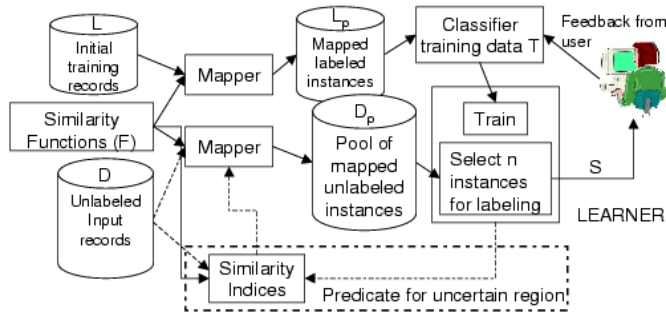 L
Initial
training
records
Similarity
Functions (F)
D
Unlabeled
Input
records
Mapper
Mapper
Lp
Mapped
labeled
instances
Dp
Pool of
mapped
unlabeled
instances
Classifier
training data T
Train
Select n
instances
for labeling
Feedback from
user
S
LEARNER
Similarity
Indices
Predicate for uncertain region